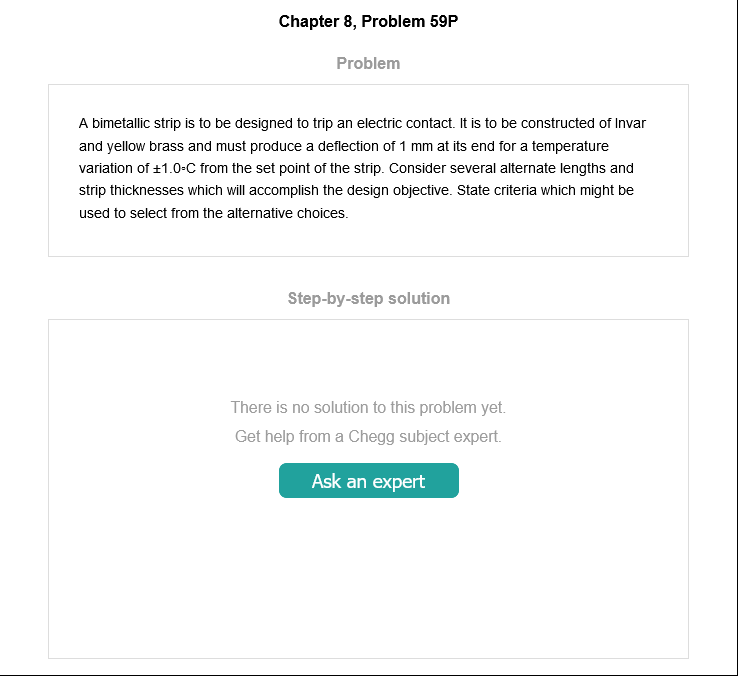 Chapter 8, Problem 59P
Problem
A bimetallic strip is to be designed to trip an electric contact. It is to be constructed of Invar
and yellow brass and must produce a deflection of 1 mm at its end for a temperature
variation of ±1.0◦C from the set point of the strip. Consider several alternate lengths and
strip thicknesses which will accomplish the design objective. State criteria which might be
used to select from the alternative choices.
Step-by-step solution
There is no solution to this problem yet.
Get help from a Chegg subject expert.
Ask an expert